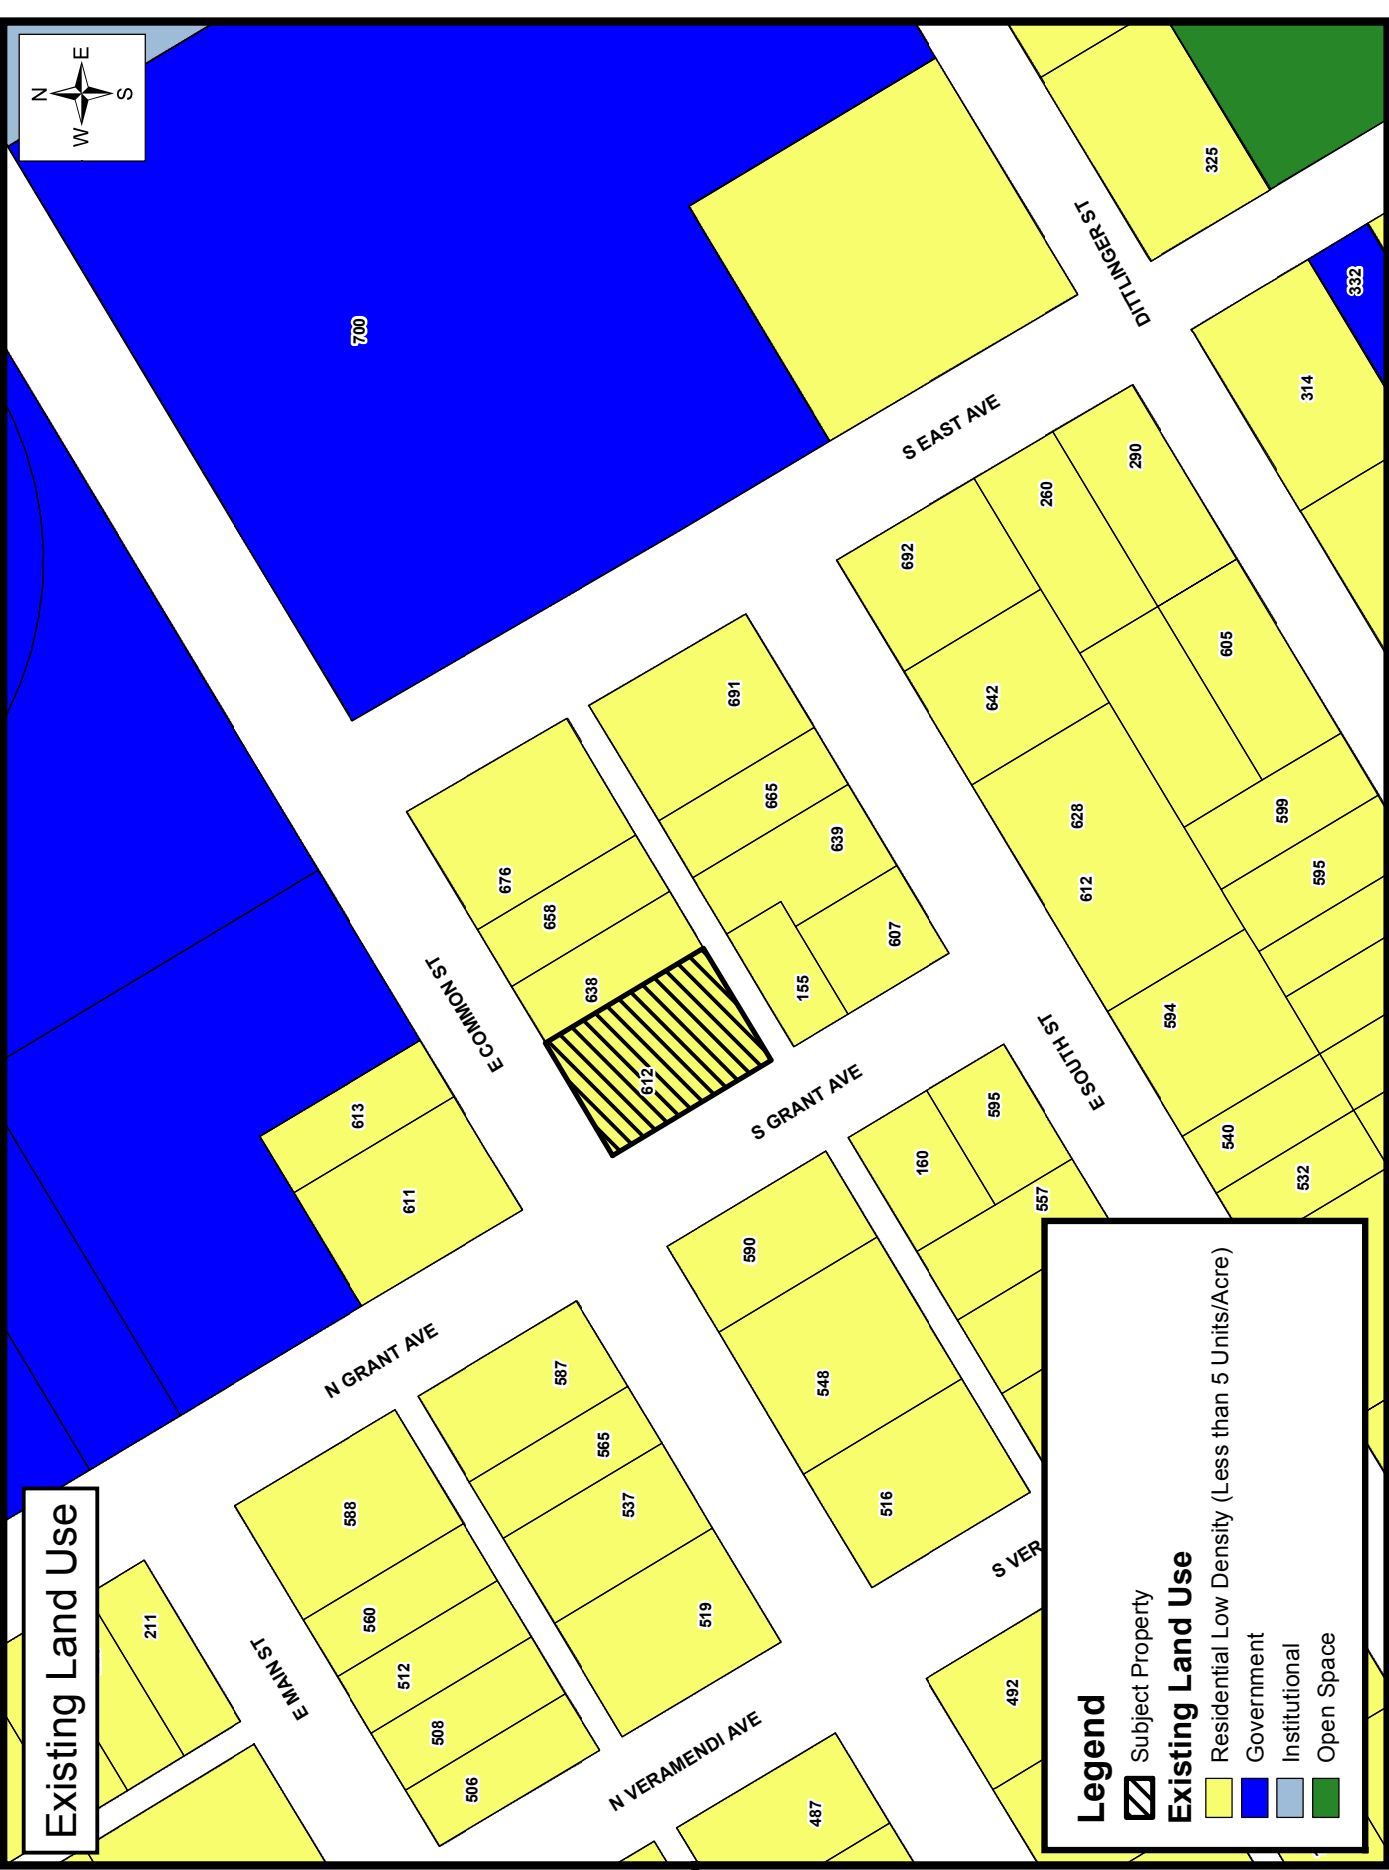 Existing Land Use
N
W E
S
211
588
560
512
508
506
E MAIN ST
N GRANT AVE
587
565
537
519
N VERAMENDI AVE
487
613
611
E COMMON ST
700
676
658
638
612
691
665
639
155
607
S GRANT AVE
590
548
516
160
595
557
S VER
492
S EAST AVE
E SOUTH ST
DITTLINGER ST
692
642
628
612
594
540
532
260
290
605
599
595
325
314
332
Legend
Subject Property
Existing Land Use
Residential Low Density (Less than 5 Units/Acre)
Government
Institutional
Open Space